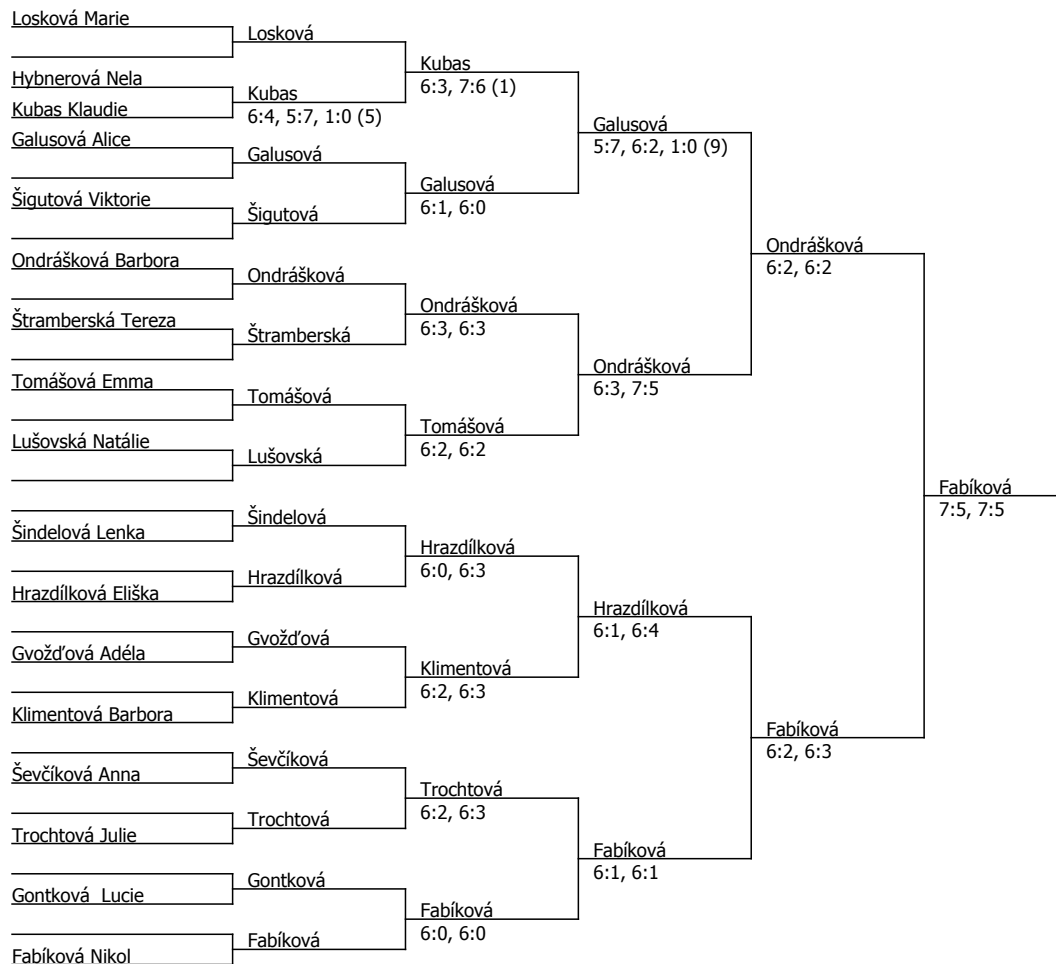 Losková Marie
Losková
Hybnerová Nela
Kubas Klaudie
Kubas
6:4, 5:7, 1:0 (5)
Kubas
6:3, 7:6 (1)
Galusová Alice
Galusová
Šigutová Viktorie
Šigutová
Galusová
6:1, 6:0
Galusová
5:7, 6:2, 1:0 (9)
Ondrášková Barbora
Ondrášková
Štramberská Tereza
Štramberská
Ondrášková
6:3, 6:3
Tomášová Emma
Tomášová
Lušovská Natálie
Lušovská
Tomášová
6:2, 6:2
Ondrášková
6:3, 7:5
Ondrášková
6:2, 6:2
Šindelová Lenka
Šindelová
Hrazdílková Eliška
Hrazdílková
Hrazdílková
6:0, 6:3
Gvožďová Adéla
Gvožďová
Klimentová Barbora
Klimentová
Klimentová
6:2, 6:3
Hrazdílková
6:1, 6:4
Ševčíková Anna
Ševčíková
Trochtová Julie
Trochtová
Trochtová
6:2, 6:3
Gontková  Lucie
Gontková
Fabíková Nikol
Fabíková
Fabíková
6:0, 6:0
Fabíková
6:1, 6:1
Fabíková
6:2, 6:3
Fabíková
7:5, 7:5